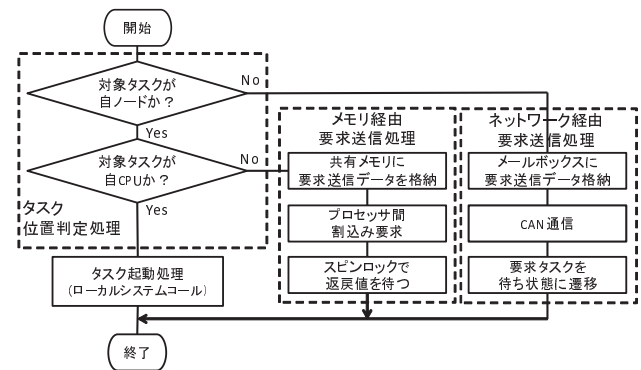 開始
対象タスクが
自ノードか？
No
Yes
対象タスクが
自CPUか？
No
Yes
タスク
位置判定処理
タスク起動処理
(ローカルシステムコール)
終了
メモリ経由
要求送信処理
共有メモリに
要求送信データを格納
プロセッサ間
割込み要求
スピンロックで
返戻値を待つ
ネットワーク経由
要求送信処理
メールボックスに
要求送信データ格納
CAN通信
要求タスクを
待ち状態に遷移